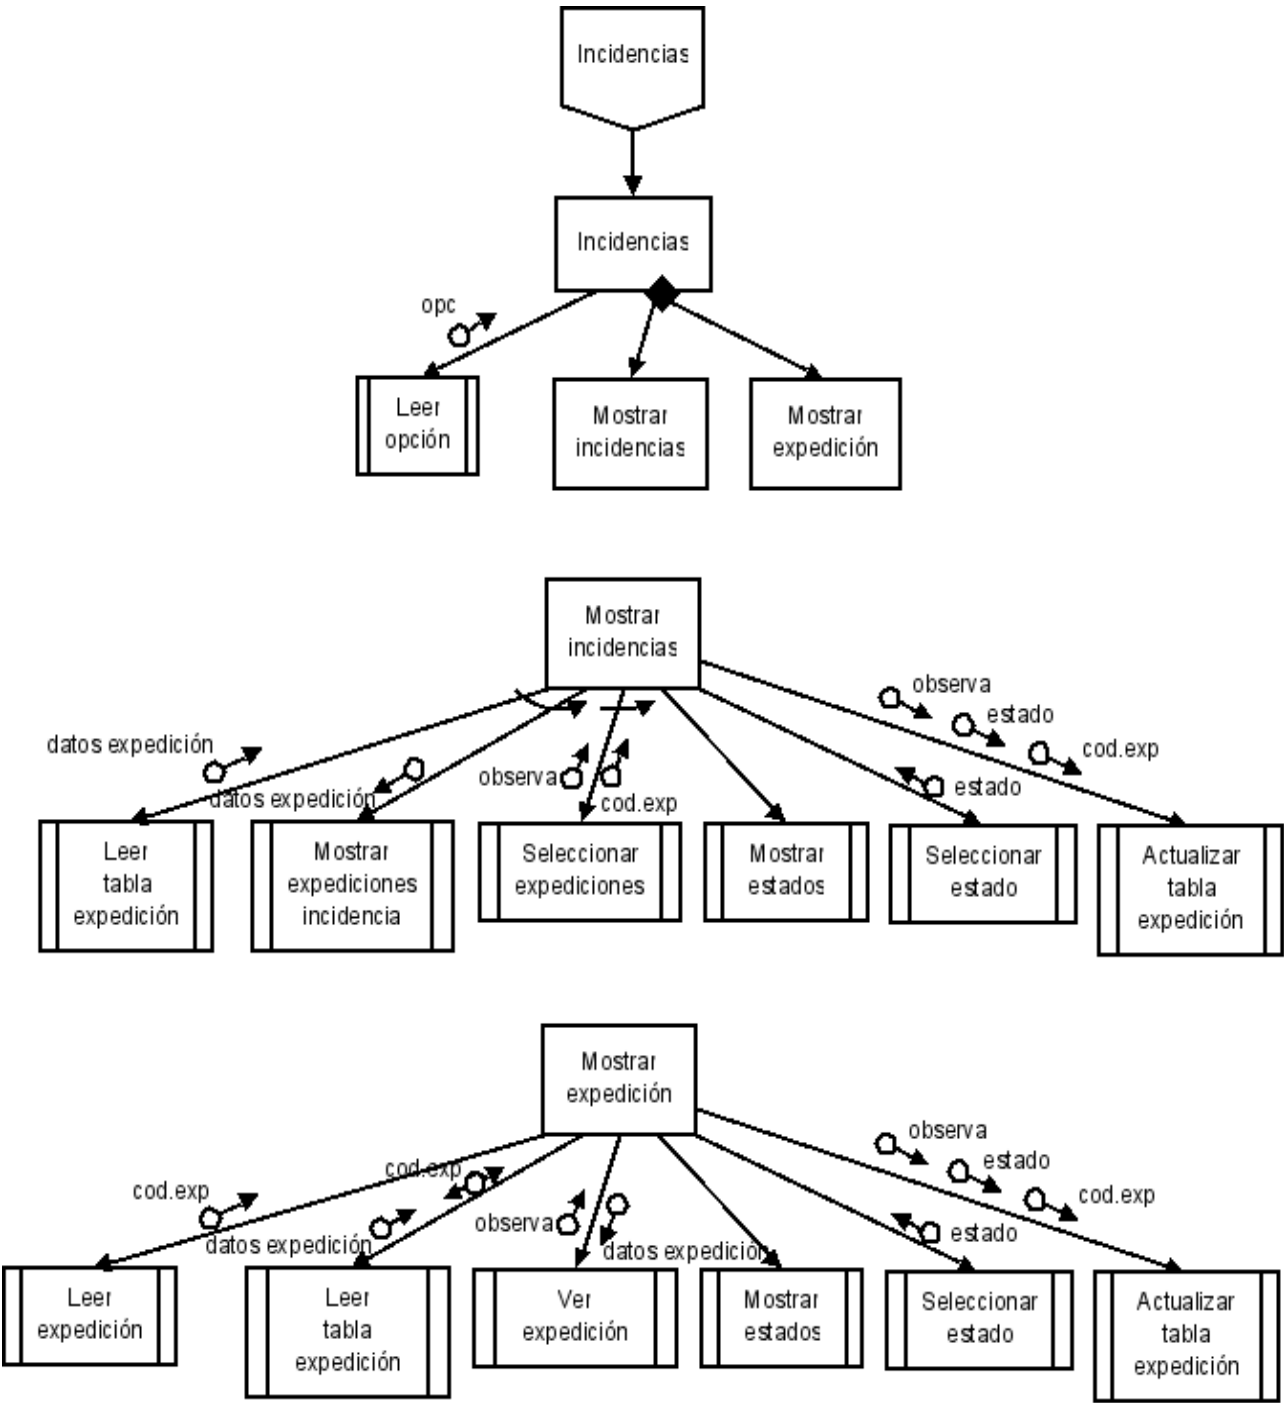 Incidencias
Incidencias
opc
Leer
opción
Mostrar
incidencias
Mostrar
expedición
Mostrar
incidencias
datos expedición
datos expedición
observa
cod.exp
observa
estado
cod.exp
estado
Leer
tabla
expedición
Mostrar
expediciones
incidencia
Seleccionar
expediciones
Mostrar
estados
Seleccionar
estado
Actualizar
tabla
expedición
Mostrar
expedición
cod.exp
cod.exp
datos expedición
observa
datos expedición
observa
estado
cod.exp
estado
Leer
expedición
Leer
tabla
expedición
Ver
expedición
Mostrar
estados
Seleccionar
estado
Actualizar
tabla
expedición